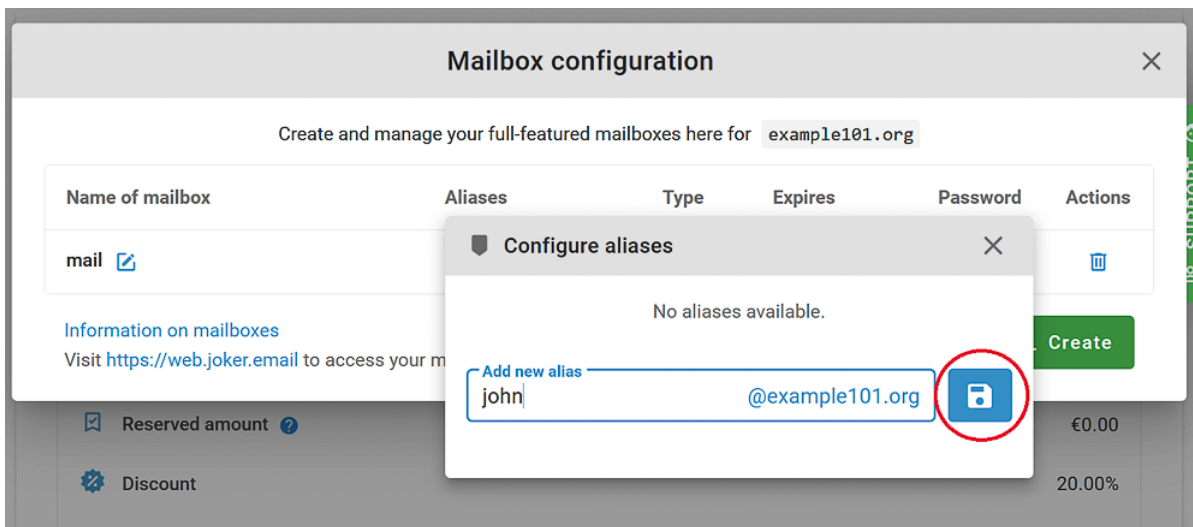 Mailbox configuration
Create and manage your full-featured mailboxes here for example101.org
Name of mailbox Aliases Type Expires Password Actions
mail
Configure aliases
No aliases available.
Add new alias
john @example101.org
Information on mailboxes
Visit https://web.joker.email to access your m
Create
Reserved amount ? €0.00
Discount 20.00%
SUPPORT